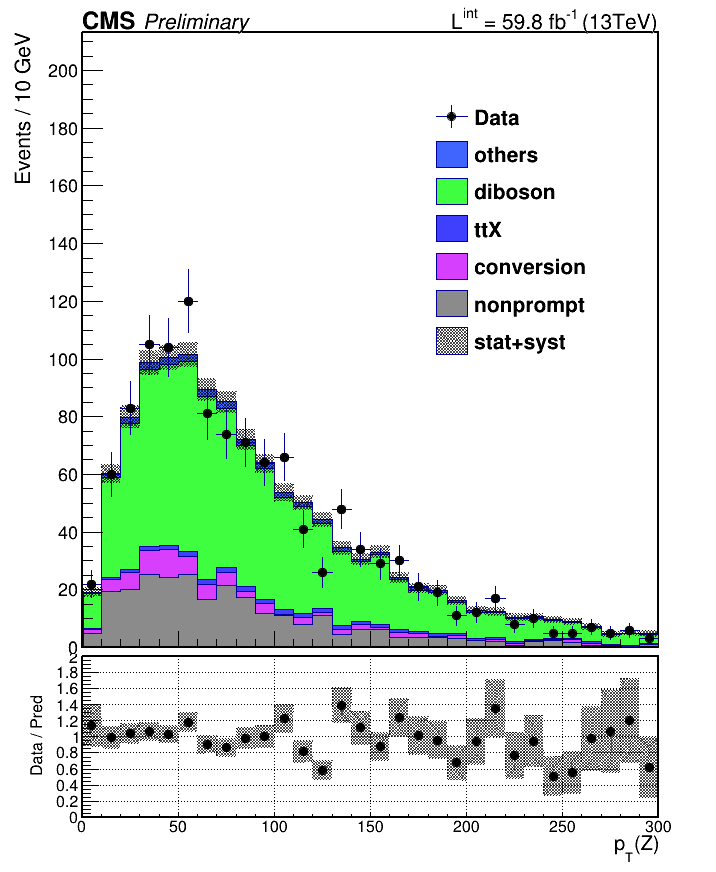 CMS Preliminary
L^int = 59.8 fb^-1 (13TeV)
Events / 10 GeV
200
180
160
140
120
100
80
60
40
20
0
Data
others
diboson
ttX
conversion
nonprompt
stat+syst
Data / Pred
2
1.8
1.6
1.4
1.2
1
0.8
0.6
0.4
0.2
0
0 50 100 150 200 250 300
p_T(Z)